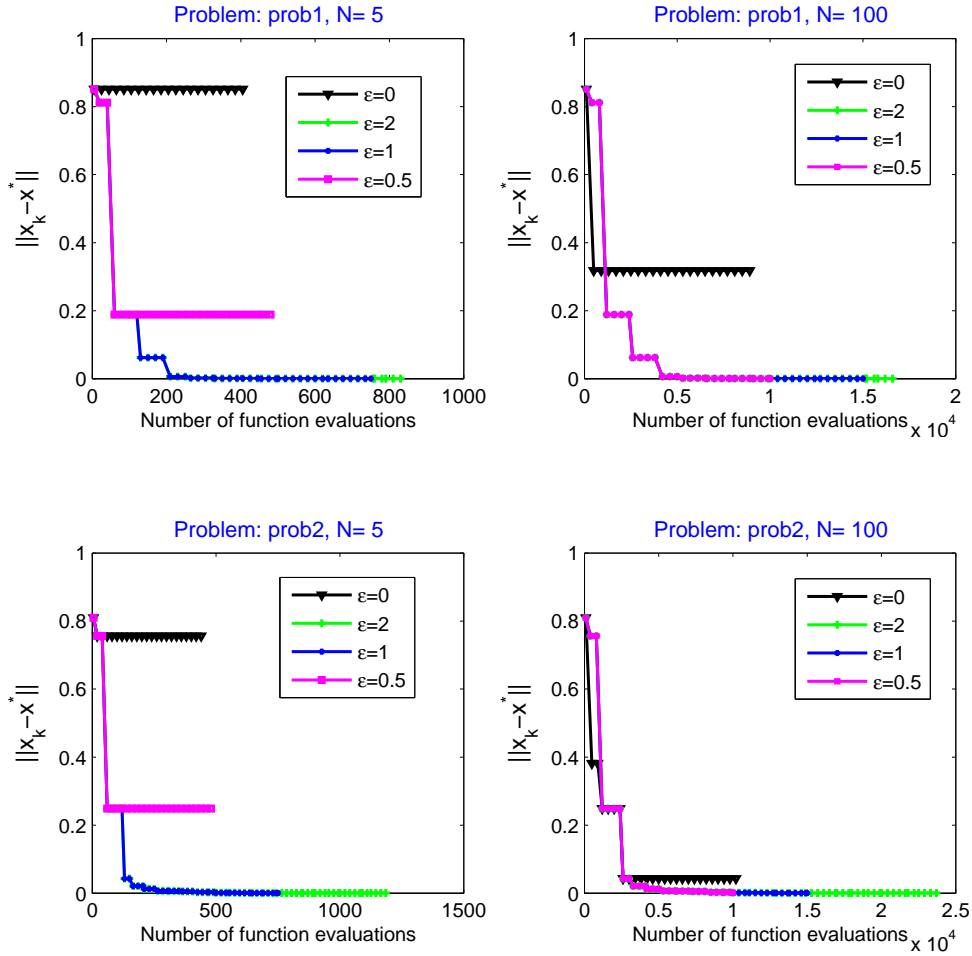 Problem: prob1, N= 5
1
0.8
0.6
0.4
0.2
0
||x_k−x^*||
ε=0
ε=2
ε=1
ε=0.5
0 200 400 600 800 1000
Number of function evaluations
Problem: prob1, N= 100
1
0.8
0.6
0.4
0.2
0
||x_k−x^*||
ε=0
ε=2
ε=1
ε=0.5
0 0.5 1 1.5 2
Number of function evaluations x 10^4
Problem: prob2, N= 5
1
0.8
0.6
0.4
0.2
0
||x_k−x^*||
ε=0
ε=2
ε=1
ε=0.5
0 500 1000 1500
Number of function evaluations
Problem: prob2, N= 100
1
0.8
0.6
0.4
0.2
0
||x_k−x^*||
ε=0
ε=2
ε=1
ε=0.5
0 0.5 1 1.5 2 2.5
Number of function evaluations x 10^4